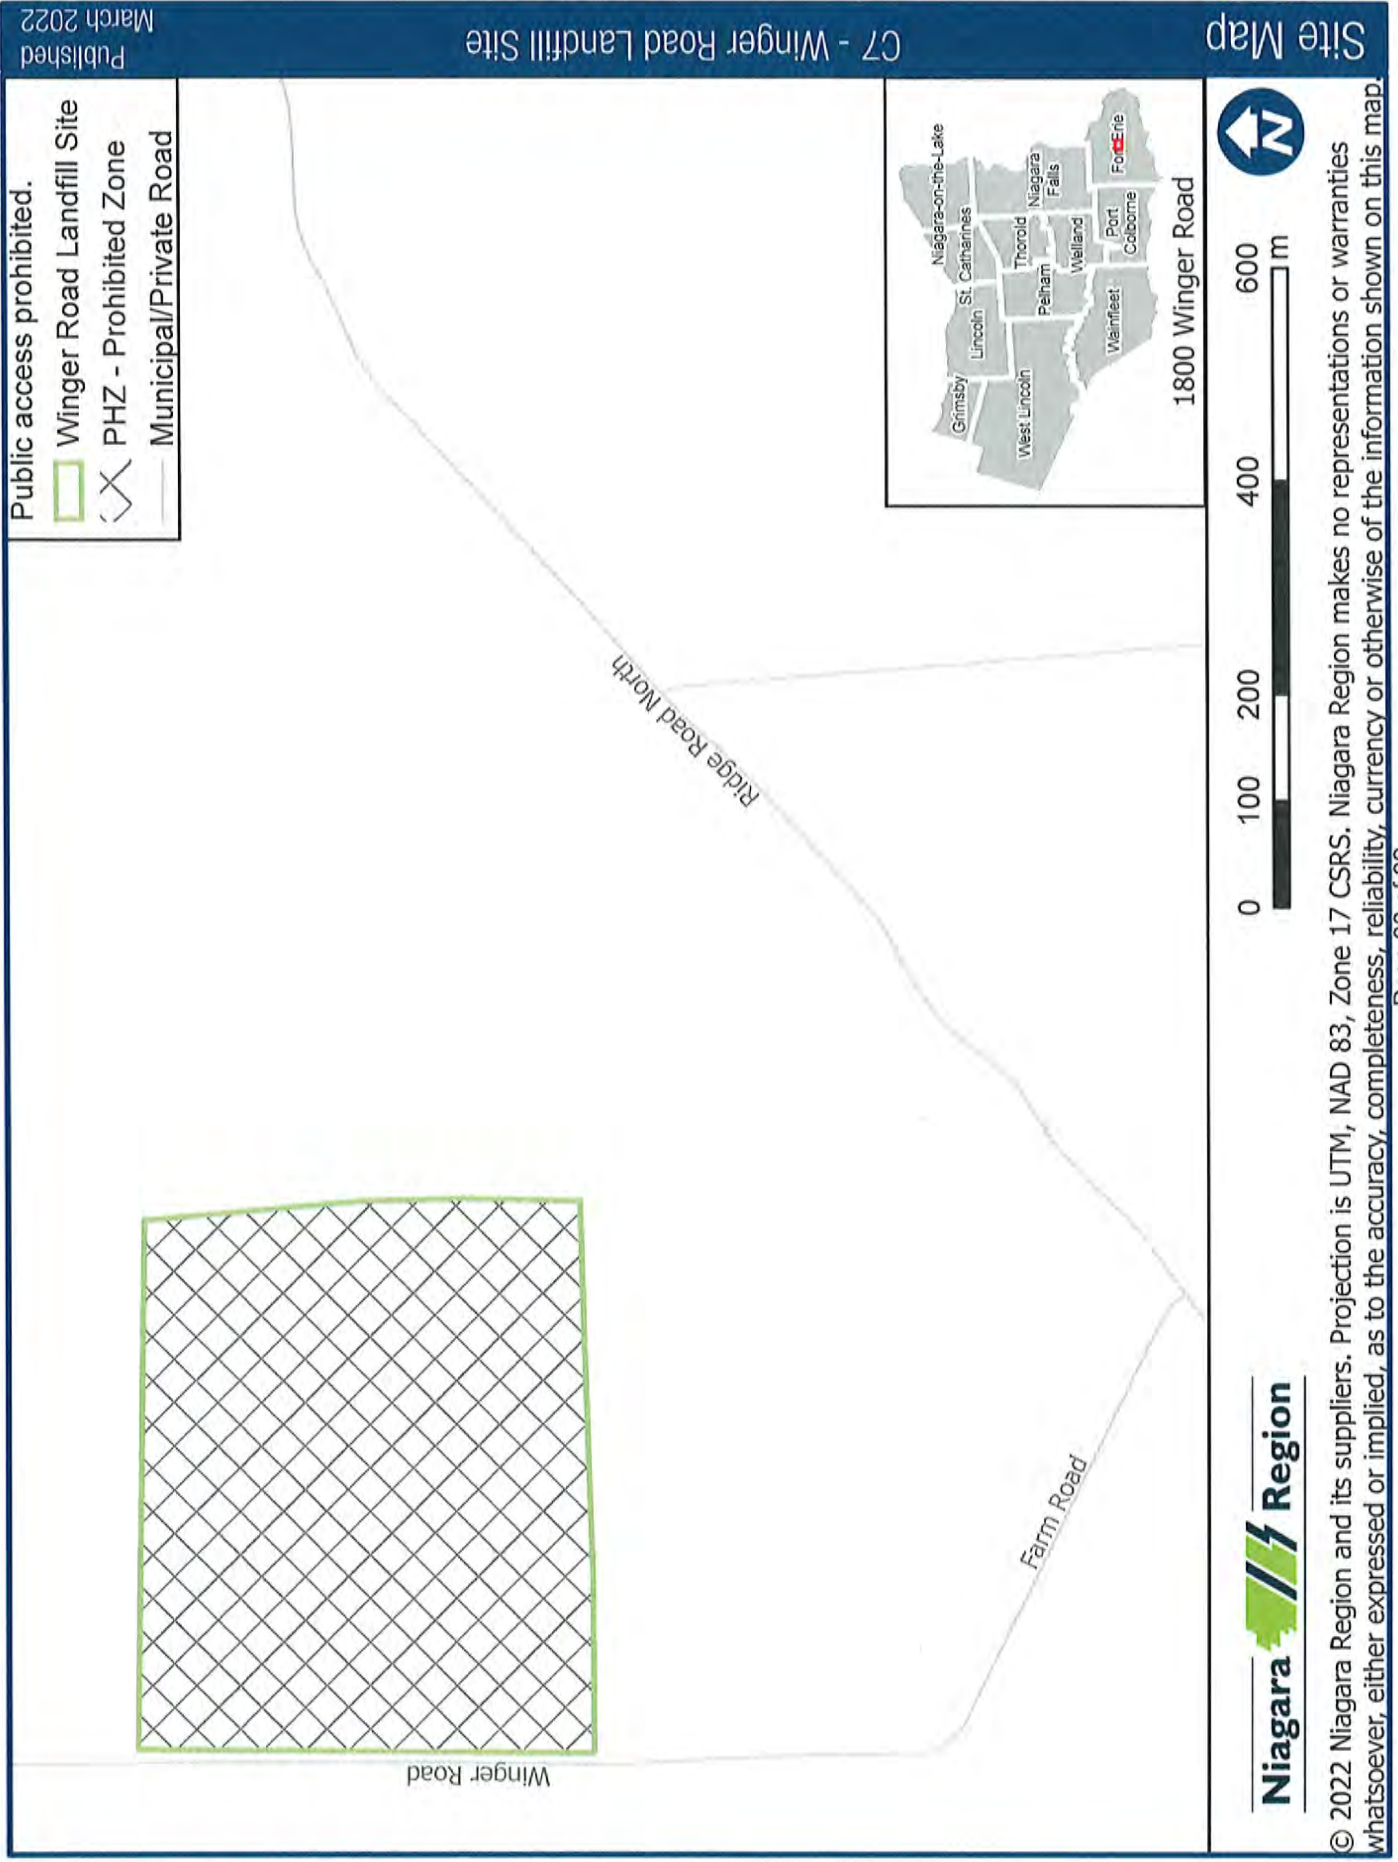 Public access prohibited.
Winger Road Landfill Site
PHZ - Prohibited Zone
Municipal/Private Road
Winger Road
Ridge Road North
Farm Road
Grimsby
Lincoln
St. Catharines
Niagara-on-the-Lake
West Lincoln
Pelham
Thorold
Niagara
Falls
Welland
Wainfleet
Port
Colborne
Fort Erie
1800 Winger Road
Niagara Region
0 100 200 400 600
m
N
© 2022 Niagara Region and its suppliers. Projection is UTM, NAD 83, Zone 17 CSRS. Niagara Region makes no representations or warranties
whatsoever, either expressed or implied, as to the accuracy, completeness, reliability, currency or otherwise of the information shown on this map.
Site Map
C7 - Winger Road Landfill Site
Published
March 2022